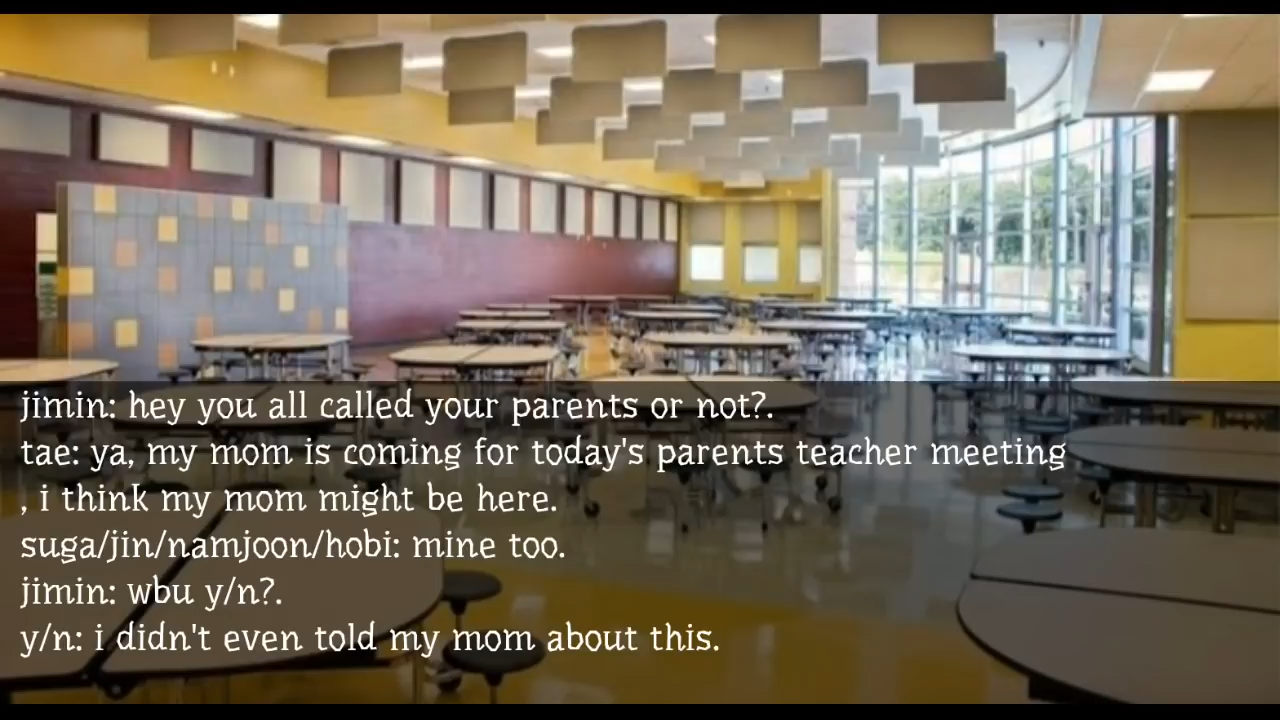 jimin: hey you all called your parents or not?.
tae: ya, my mom is coming for today's parents teacher meeting
, i think my mom might be here.
suga/jin/namjoon/hobi: mine too.
jimin: wbu y/n?.
y/n: i didn't even told my mom about this.